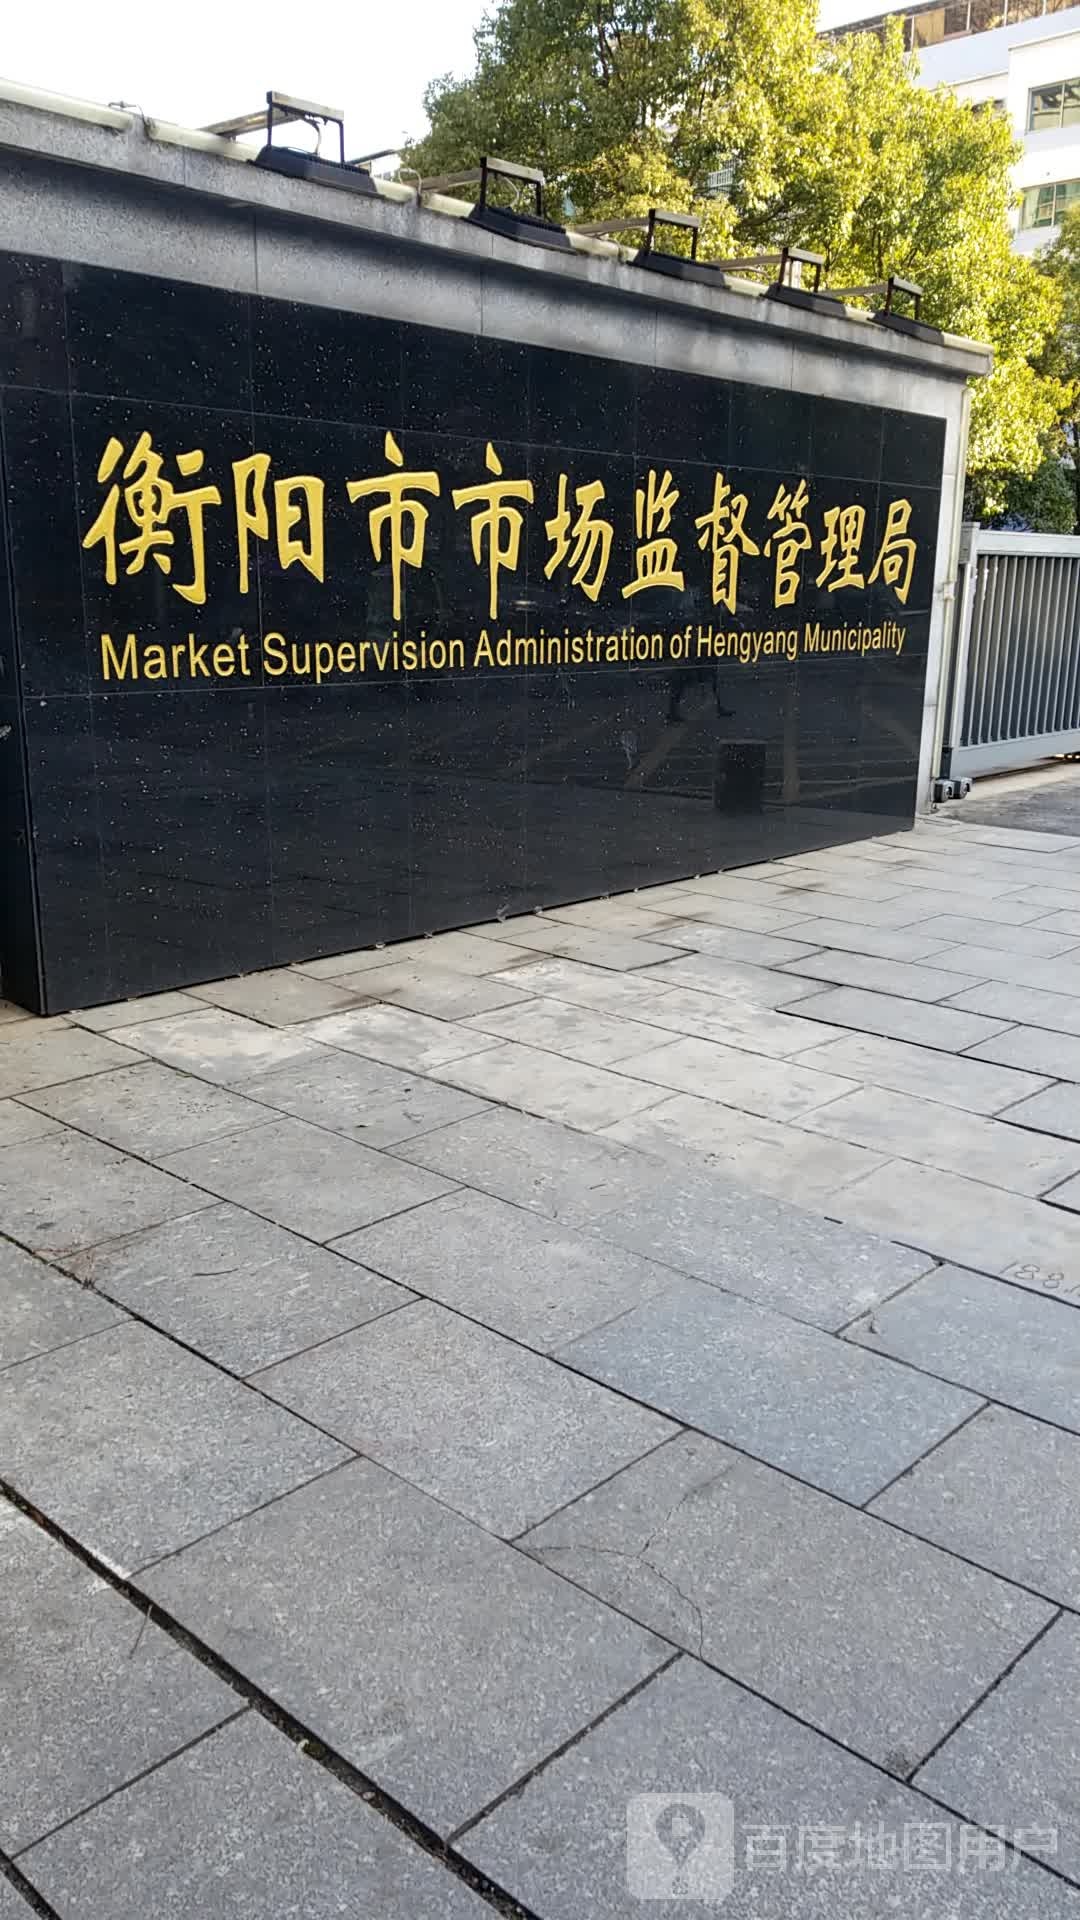 衡阳市市场监督管理局
Market Supervision Administration of Hengyang Municipality
百度地图用户